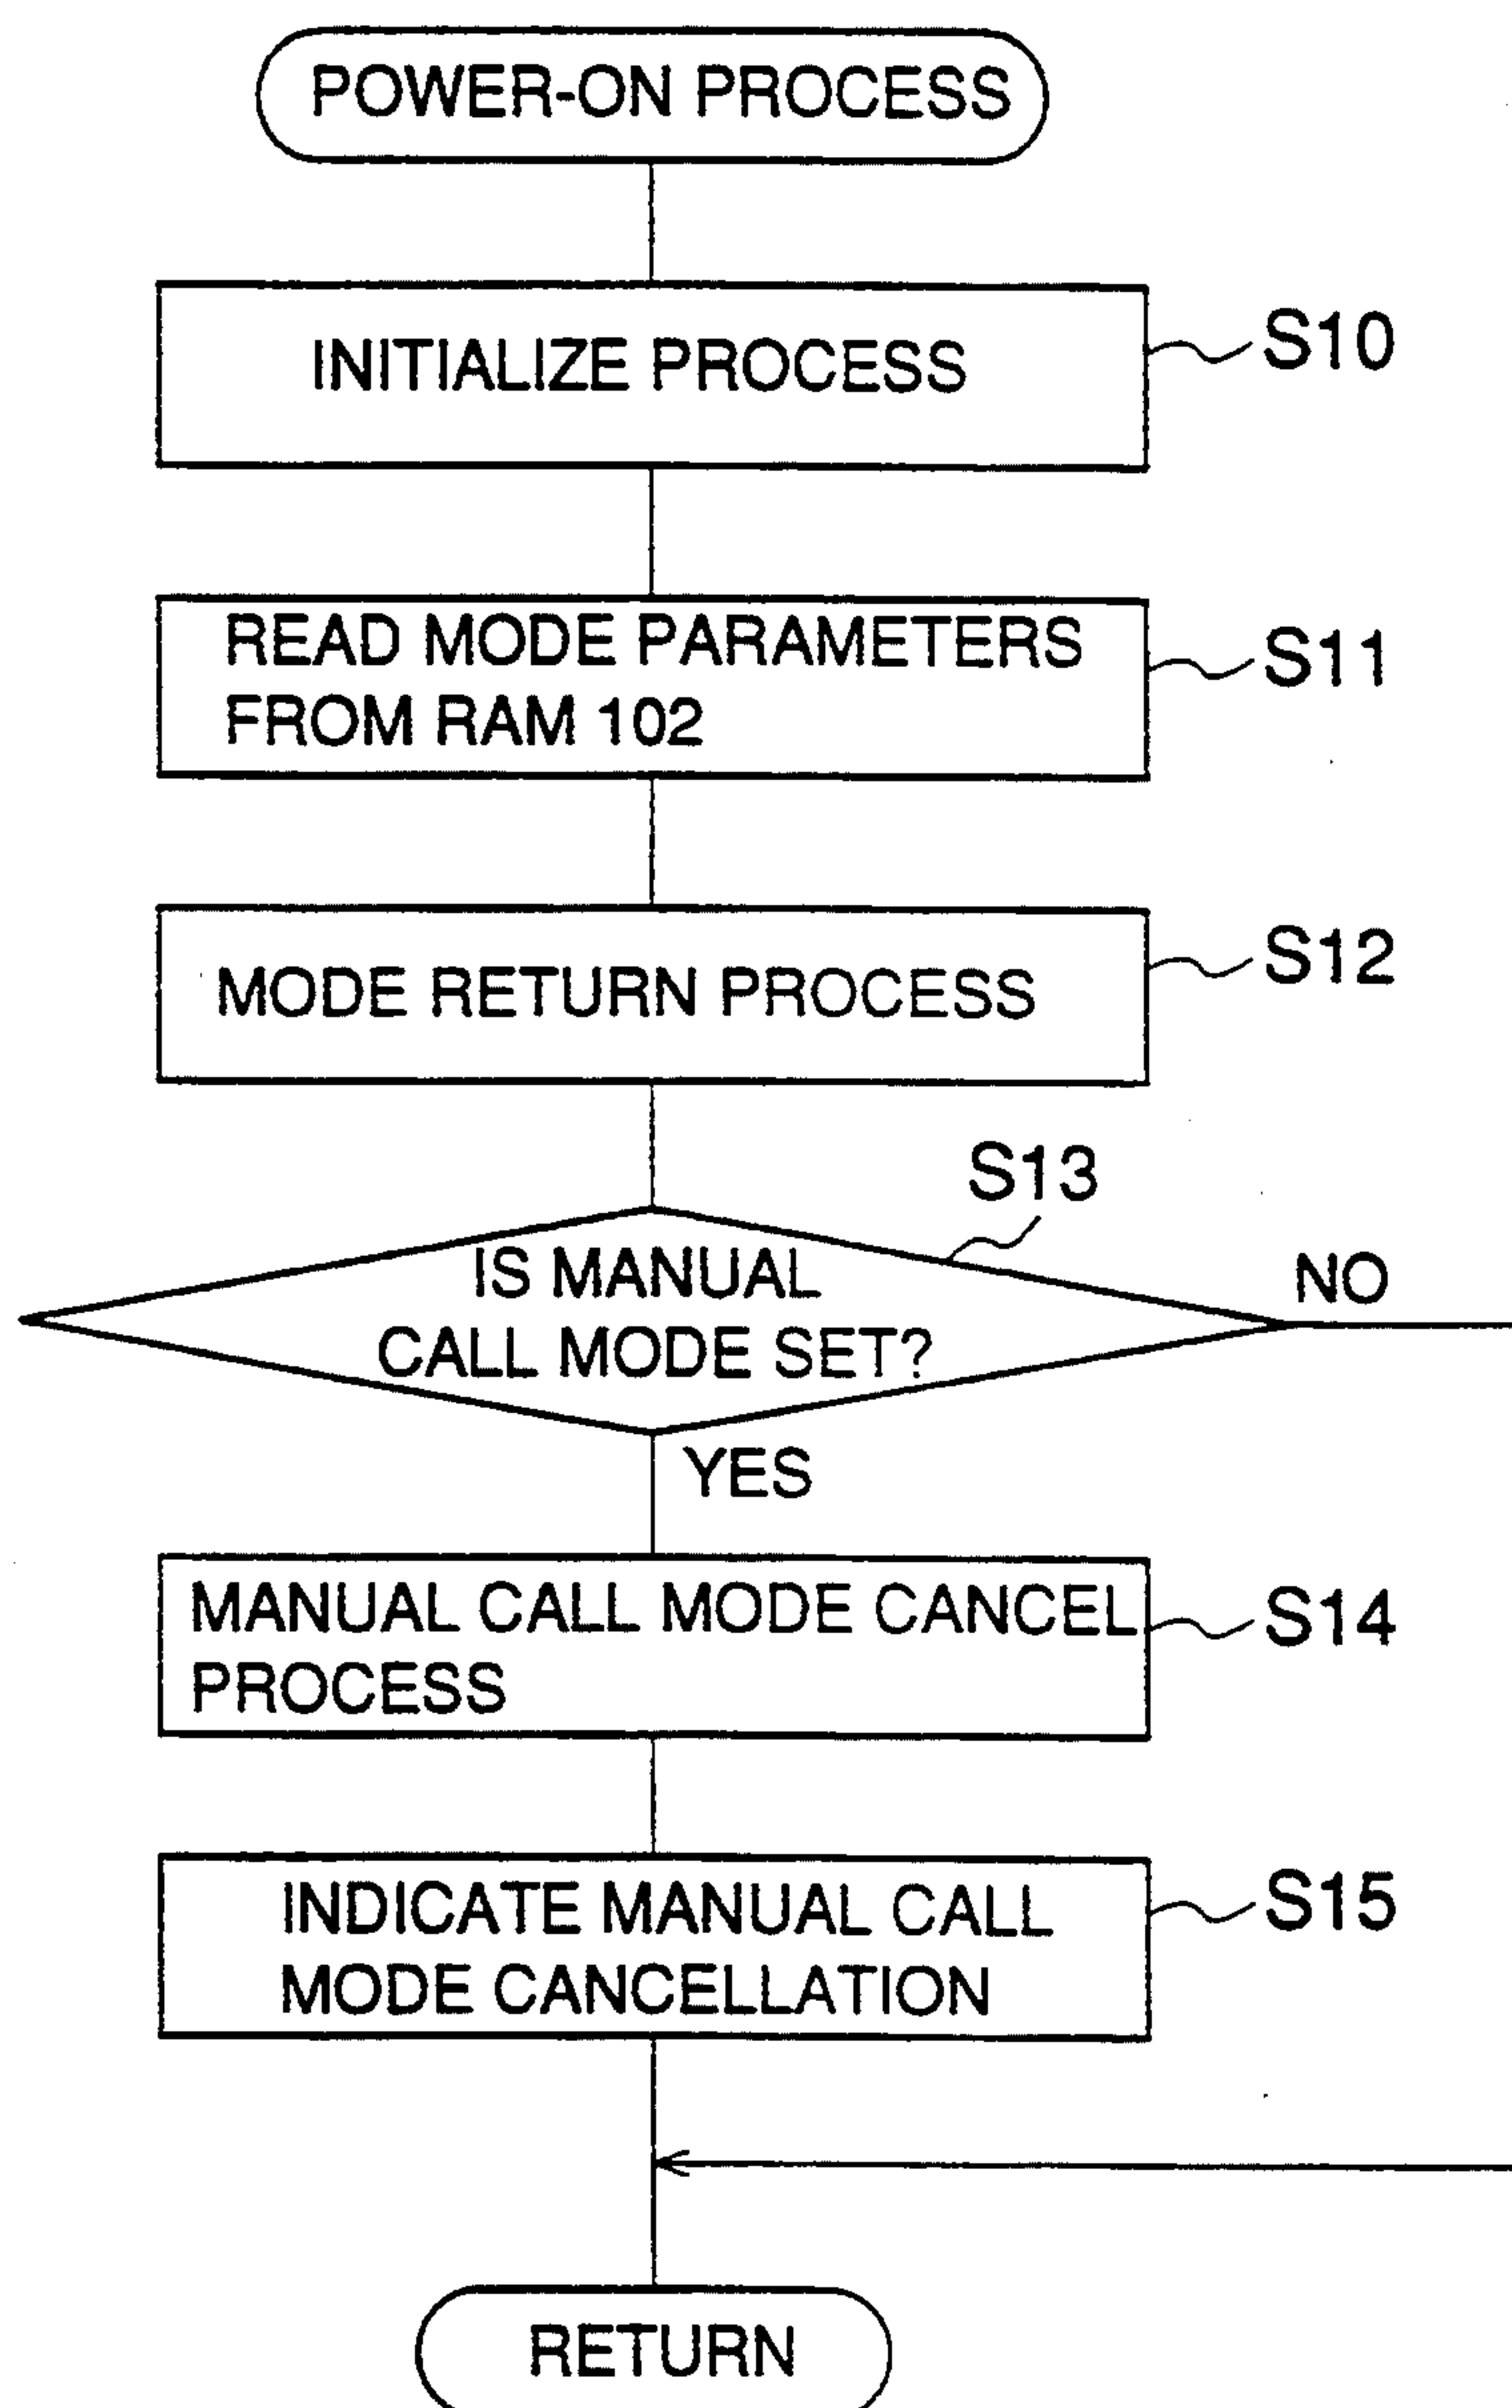 POWER-ON PROCESS
INITIALIZE PROCESS
S10
READ MODE PARAMETERS
FROM RAM 102
S11
MODE RETURN PROCESS
S12
S13
IS MANUAL
CALL MODE SET?
NO
YES
MANUAL CALL MODE CANCEL
PROCESS
S14
INDICATE MANUAL CALL
MODE CANCELLATION
S15
RETURN